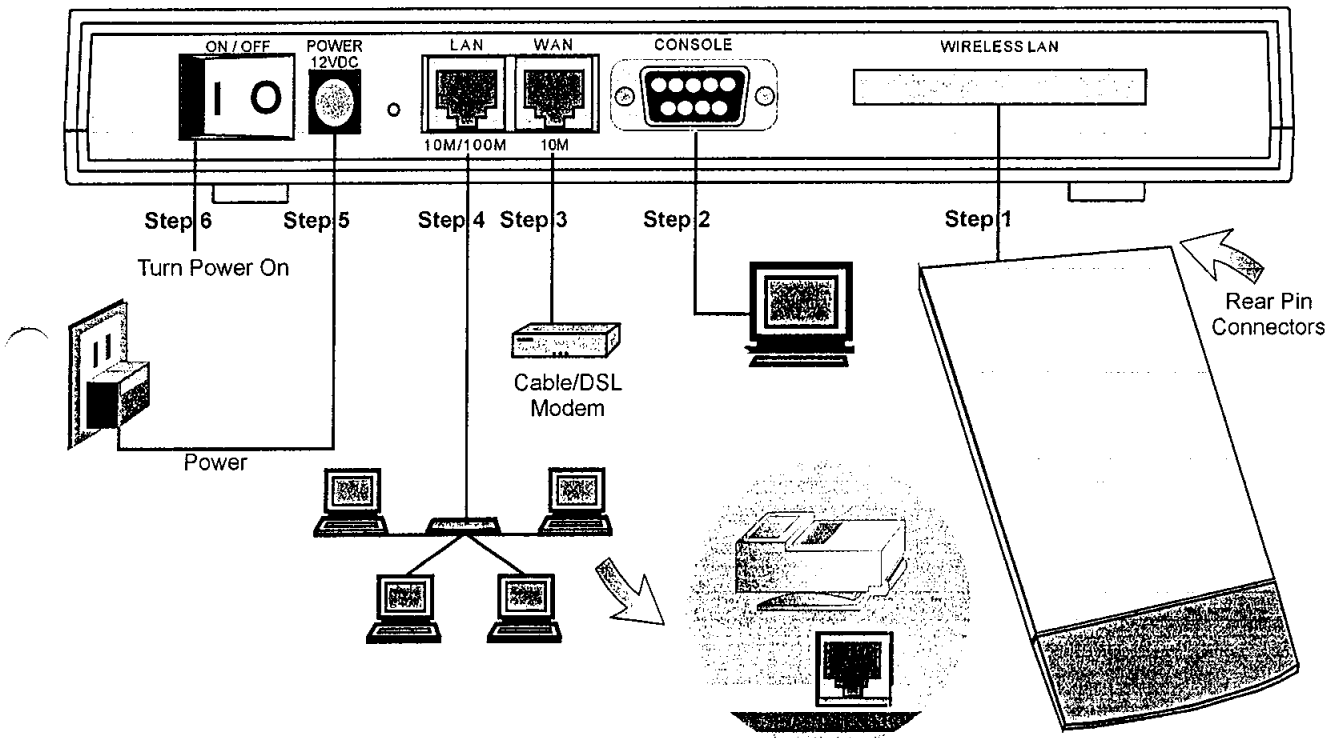 ON / OFF
POWER
12VDC
LAN
WAN
CONSOLE
WIRELESS LAN
I O
10M/100M
10M
Step 6
Step 5
Step 4
Step 3
Step 2
Step 1
Turn Power On
Rear Pin
Connectors
Cable/DSL
Modem
Power